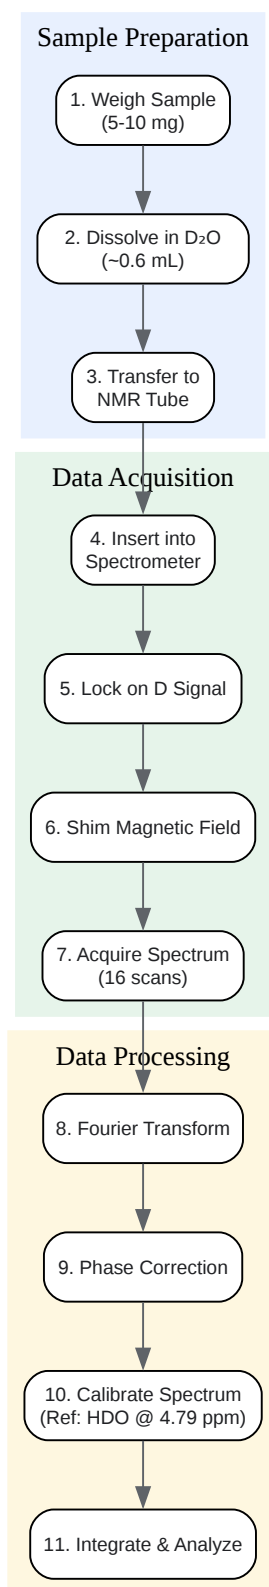 Sample Preparation
1. Weigh Sample
(5-10 mg)
2. Dissolve in D₂O
(~0.6 mL)
3. Transfer to
NMR Tube
Data Acquisition
4. Insert into
Spectrometer
5. Lock on D Signal
6. Shim Magnetic Field
7. Acquire Spectrum
(16 scans)
Data Processing
8. Fourier Transform
9. Phase Correction
10. Calibrate Spectrum
(Ref: HDO @ 4.79 ppm)
11. Integrate & Analyze